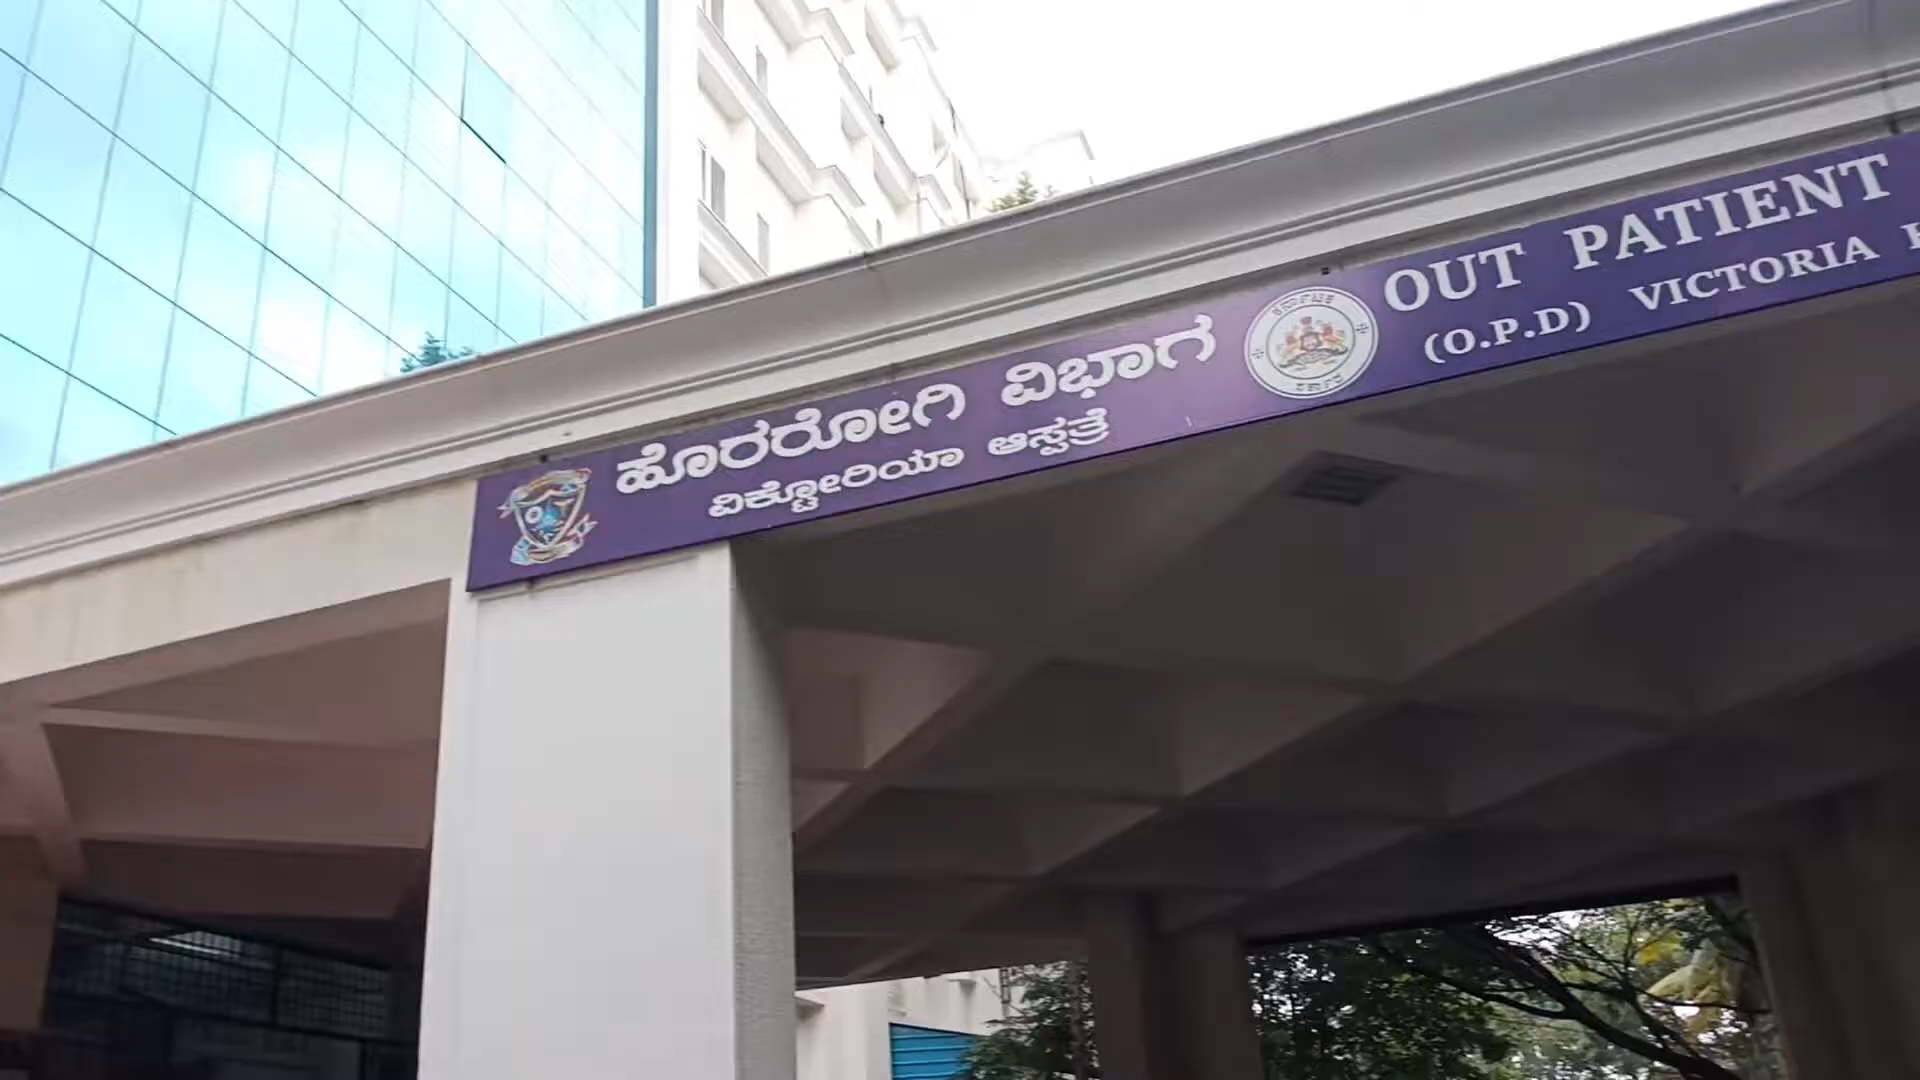 ಹೊರರೋಗಿ ವಿಭಾಗ
ವಿಕ್ಟೋರಿಯಾ ಆಸ್ಪತ್ರೆ
OUT PATIENT
(O.P.D) VICTORIA